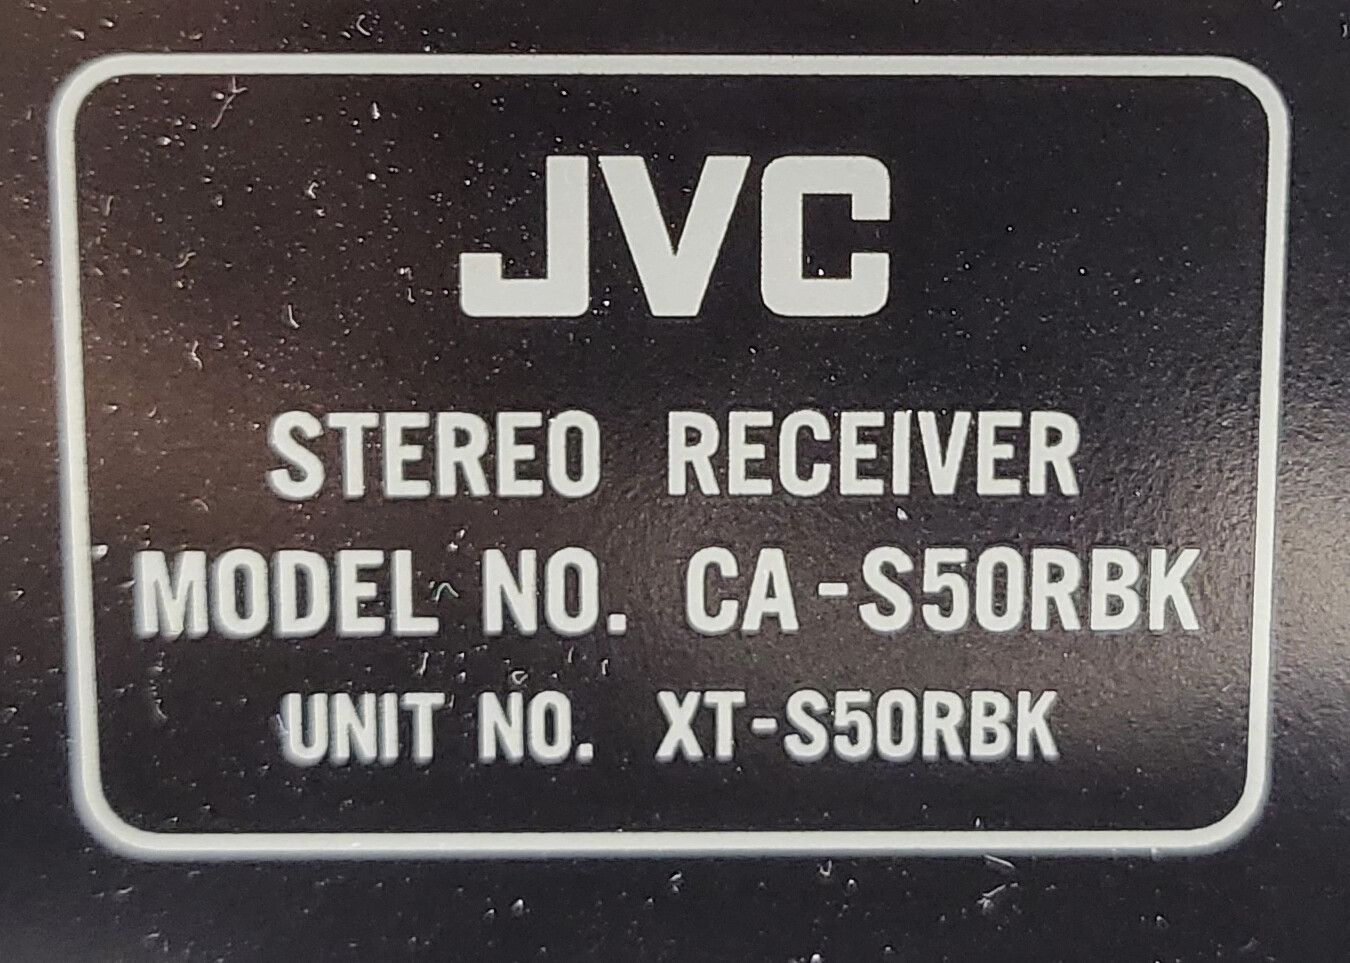 JVC
STEREO RECEIVER
MODEL NO. CA-S50RBK
UNIT NO. XT-S50RBK